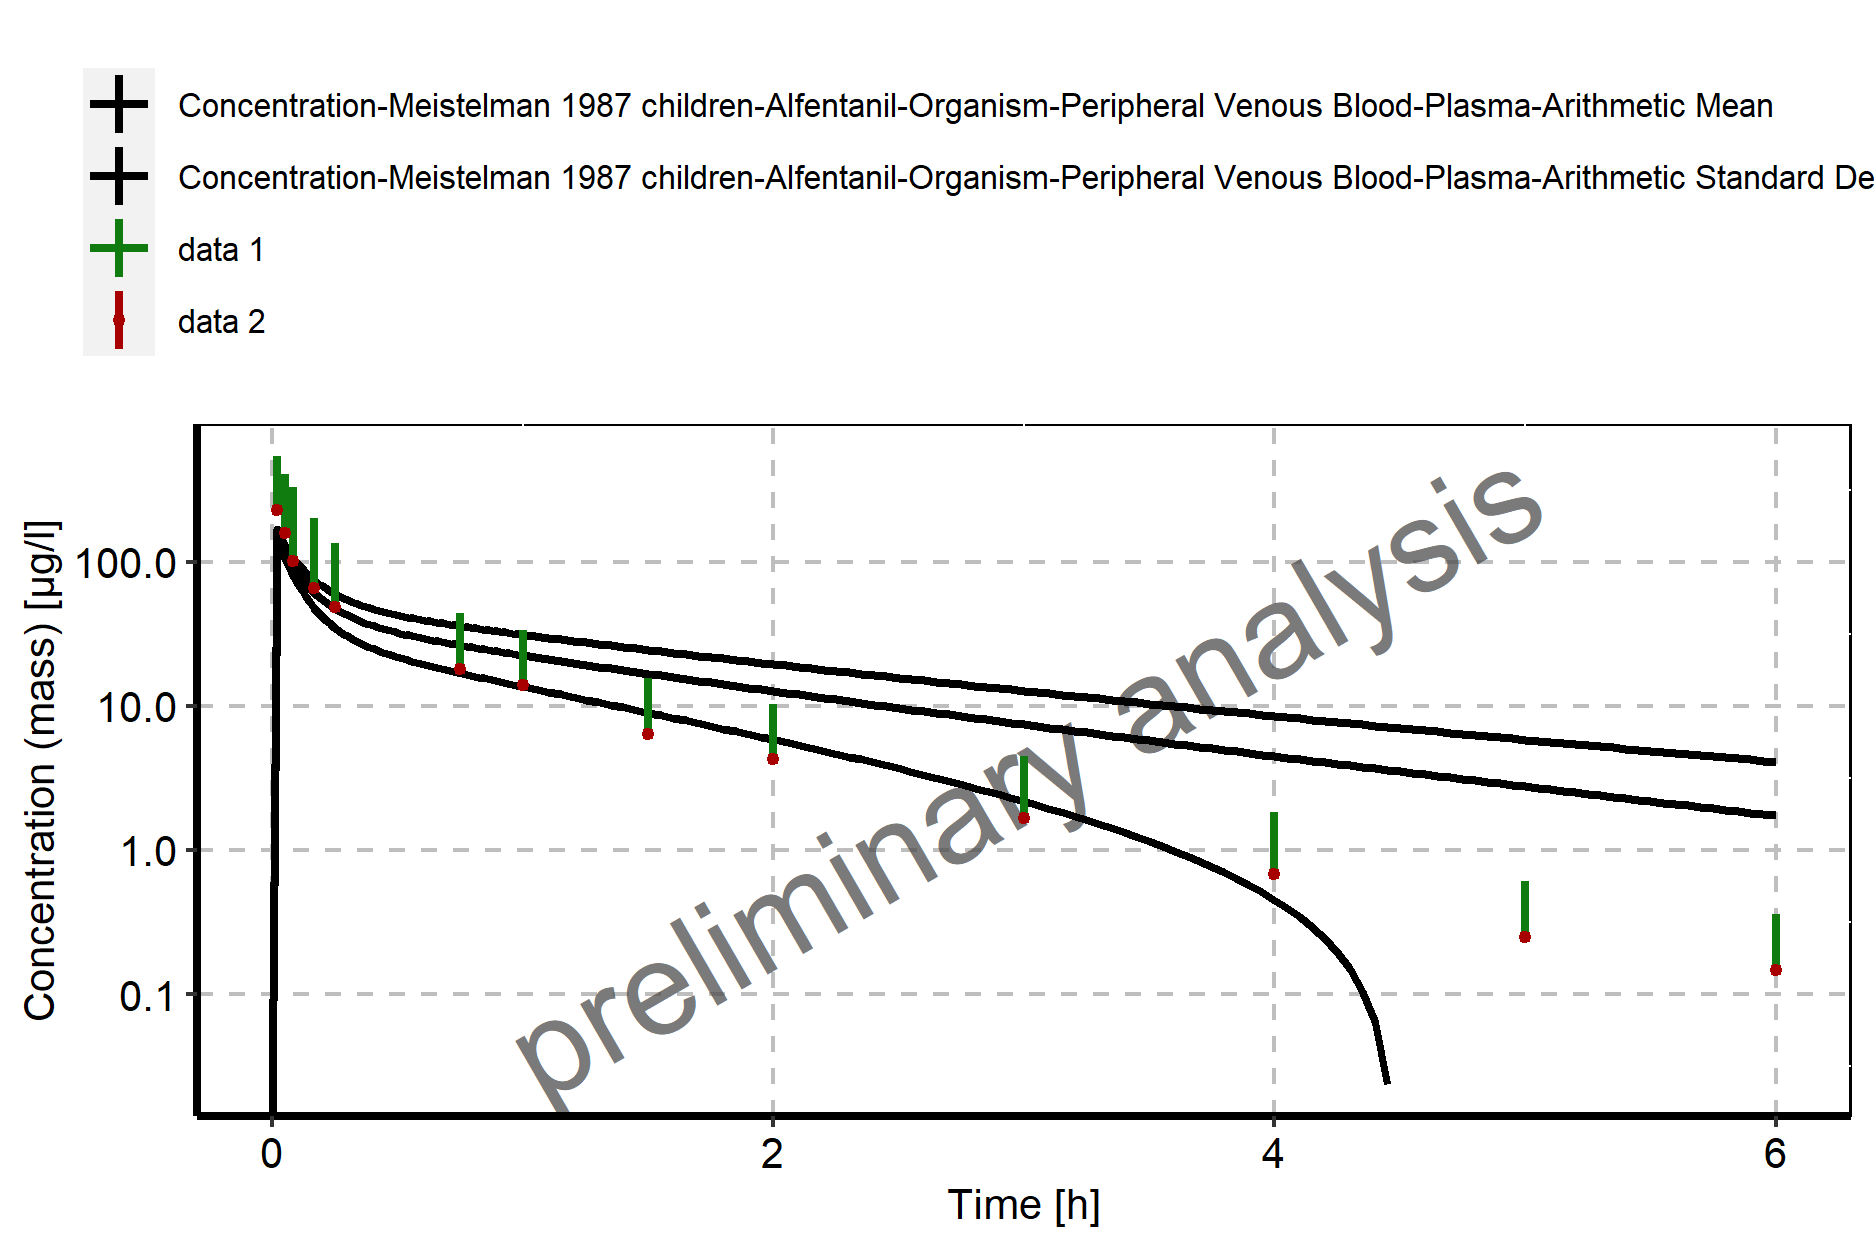 Concentration-Meistelman 1987 children-Alfentanil-Organism-Peripheral Venous Blood-Plasma-Arithmetic Mean
Concentration-Meistelman 1987 children-Alfentanil-Organism-Peripheral Venous Blood-Plasma-Arithmetic Standard De
data 1
data 2
Concentration (mass) [µg/l]
100.0
10.0
1.0
0.1
preliminary analysis
0 2 4 6
Time [h]